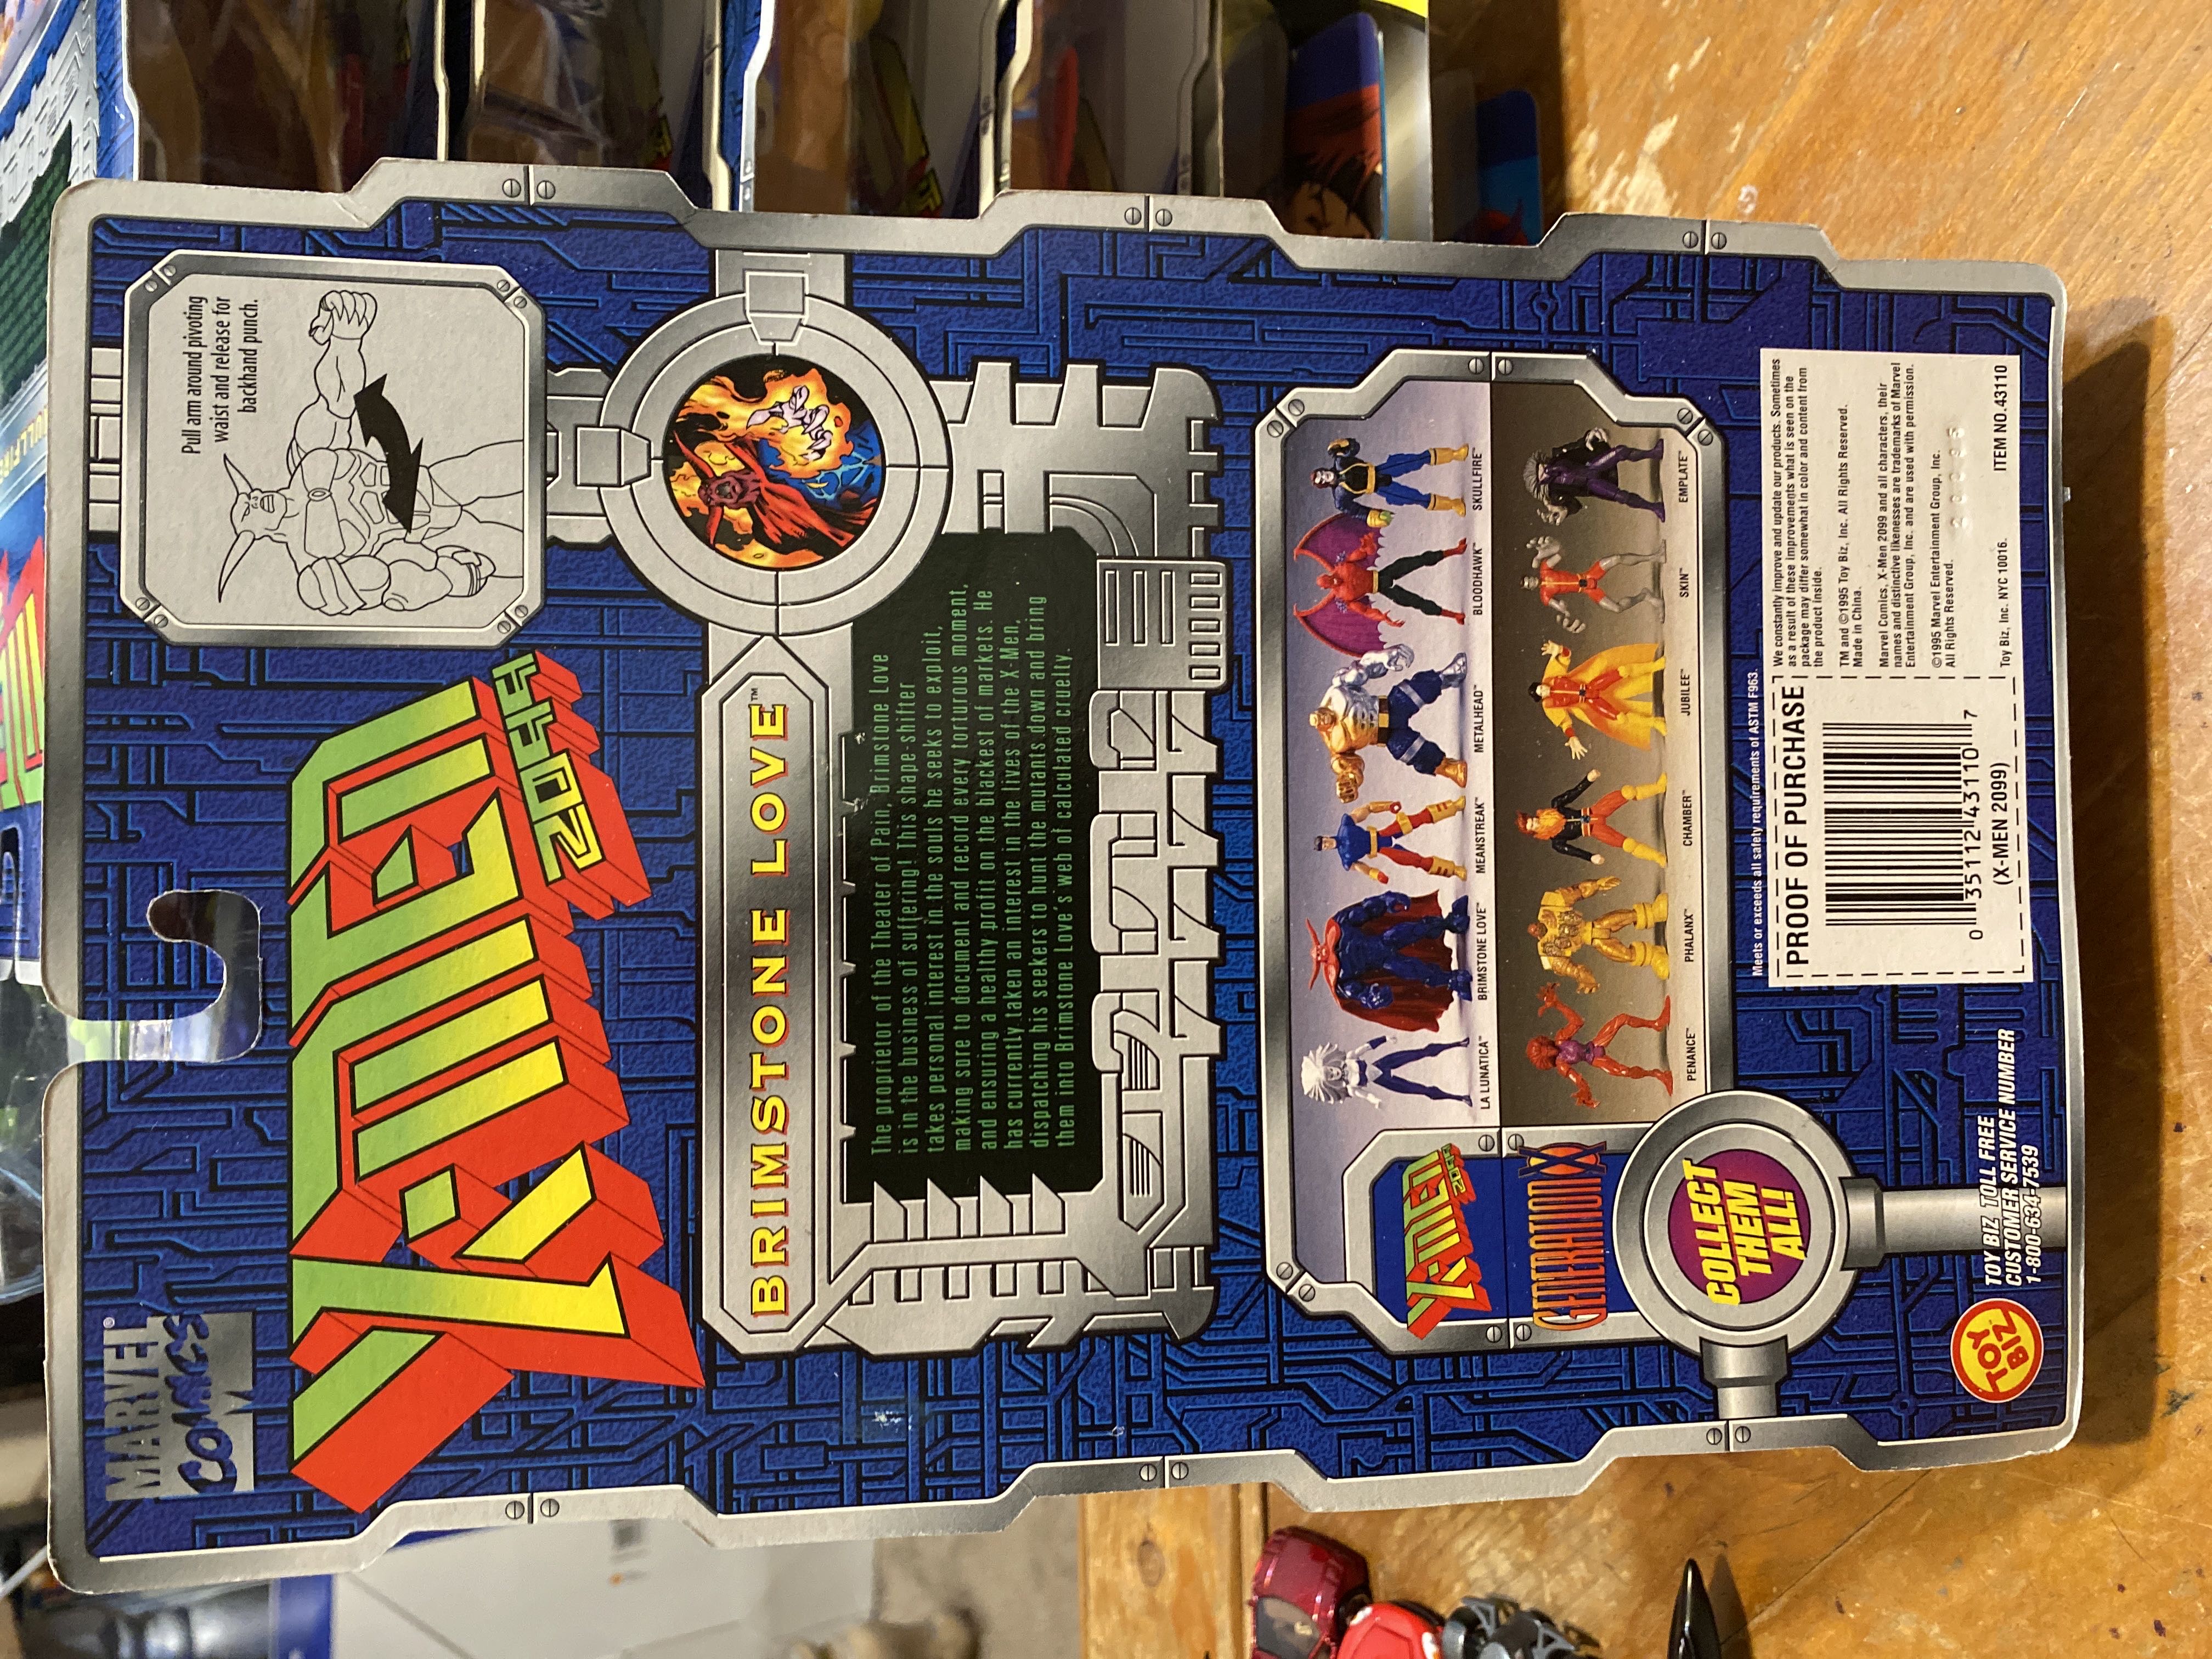 MARVEL®
COMICS
X-MEN
2099
Pull arm around pivoting
waist and release for
backhand punch.
BRIMSTONE LOVE™
The proprietor of the Theater of Pain, Brimstone Love
is in the business of suffering! This shape-shifter
takes personal interest in the souls he seeks to exploit,
making sure to document and record every torturous moment,
and ensuring a healthy profit on the blackest of markets. He
has currently taken an interest in the lives of the X-Men,
dispatching his seekers to hunt the mutants down and bring
them into Brimstone Love's web of calculated cruelty.
X-MEN
2099
LA LUNATICA™
BRIMSTONE LOVE™
MEANSTREAK™
METALHEAD™
BLOODHAWK™
SKULLFIRE™
GENERATION X
PENANCE™
PHALANX™
CHAMBER™
JUBILEE™
SKIN™
EMPLATE™
COLLECT
THEM
ALL!
Meets or exceeds all safety requirements of ASTM F963.
PROOF OF PURCHASE
0 35112 43110 7
(X-MEN 2099)
We constantly improve and update our products. Sometimes
as a result of these improvements what is seen on the
package may differ somewhat in color and content from
the product inside.
TM and ©1995 Toy Biz, Inc. All Rights Reserved.
Made in China.
Marvel Comics, X-Men 2099 and all characters, their
names and distinctive likenesses are trademarks of Marvel
Entertainment Group, Inc. and are used with permission.
©1995 Marvel Entertainment Group, Inc.
All Rights Reserved.
Toy Biz, Inc. NYC 10016. ITEM NO. 43110
TOY
BIZ
TOY BIZ TOLL FREE
CUSTOMER SERVICE NUMBER
1-800-634-7539